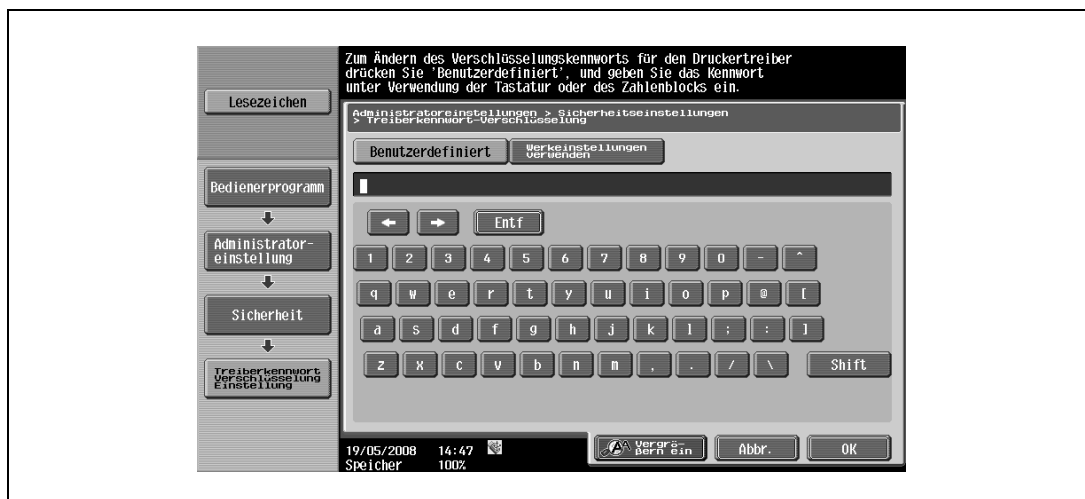 Zum Ändern des Verschlüsselungskennworts für den Druckertreiber
drücken Sie 'Benutzerdefiniert', und geben Sie das Kennwort
unter Verwendung der Tastatur oder des Zahlenblocks ein.
Lesezeichen
Administratoreinstellungen > Sicherheitseinstellungen
> Treiberkennwort-Verschlüsselung
Benutzerdefiniert
Werkeinstellungen
verwenden
Bedienerprogramm
Administrator-
einstellung
Sicherheit
Treiberkennwort
Verschlüsselung
Einstellung
← → Entf
1 2 3 4 5 6 7 8 9 0 - ^
q w e r t y u i o p @ [
a s d f g h j k l ; : ]
z x c v b n m , . / \ Shift
19/05/2008 14:47
Speicher 100%
Vergrö-
ßern ein
Abbr.
OK